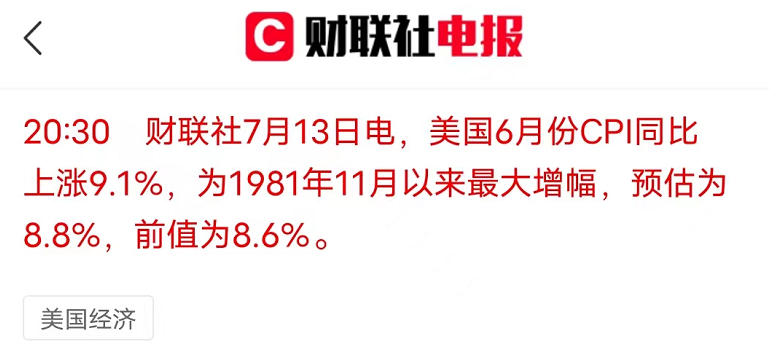 财联社电报
20:30 财联社7月13日电，美国6月份CPI同比
上涨9.1%，为1981年11月以来最大增幅，预估为
8.8%，前值为8.6%。
美国经济